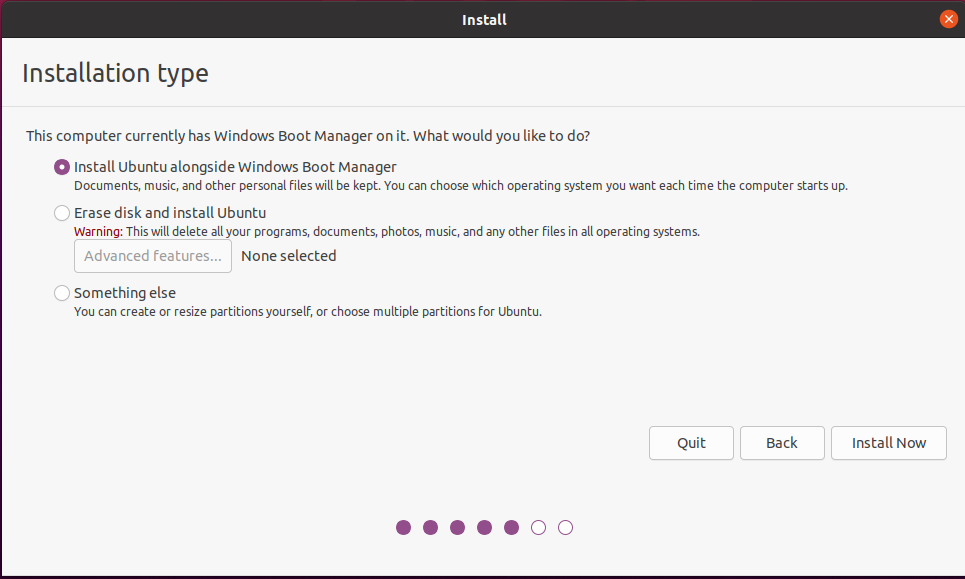 Install
Installation type
This computer currently has Windows Boot Manager on it. What would you like to do?
Install Ubuntu alongside Windows Boot Manager
Documents, music, and other personal files will be kept. You can choose which operating system you want each time the computer starts up.
Erase disk and install Ubuntu
Warning: This will delete all your programs, documents, photos, music, and any other files in all operating systems.
Advanced features... None selected
Something else
You can create or resize partitions yourself, or choose multiple partitions for Ubuntu.
Quit Back Install Now